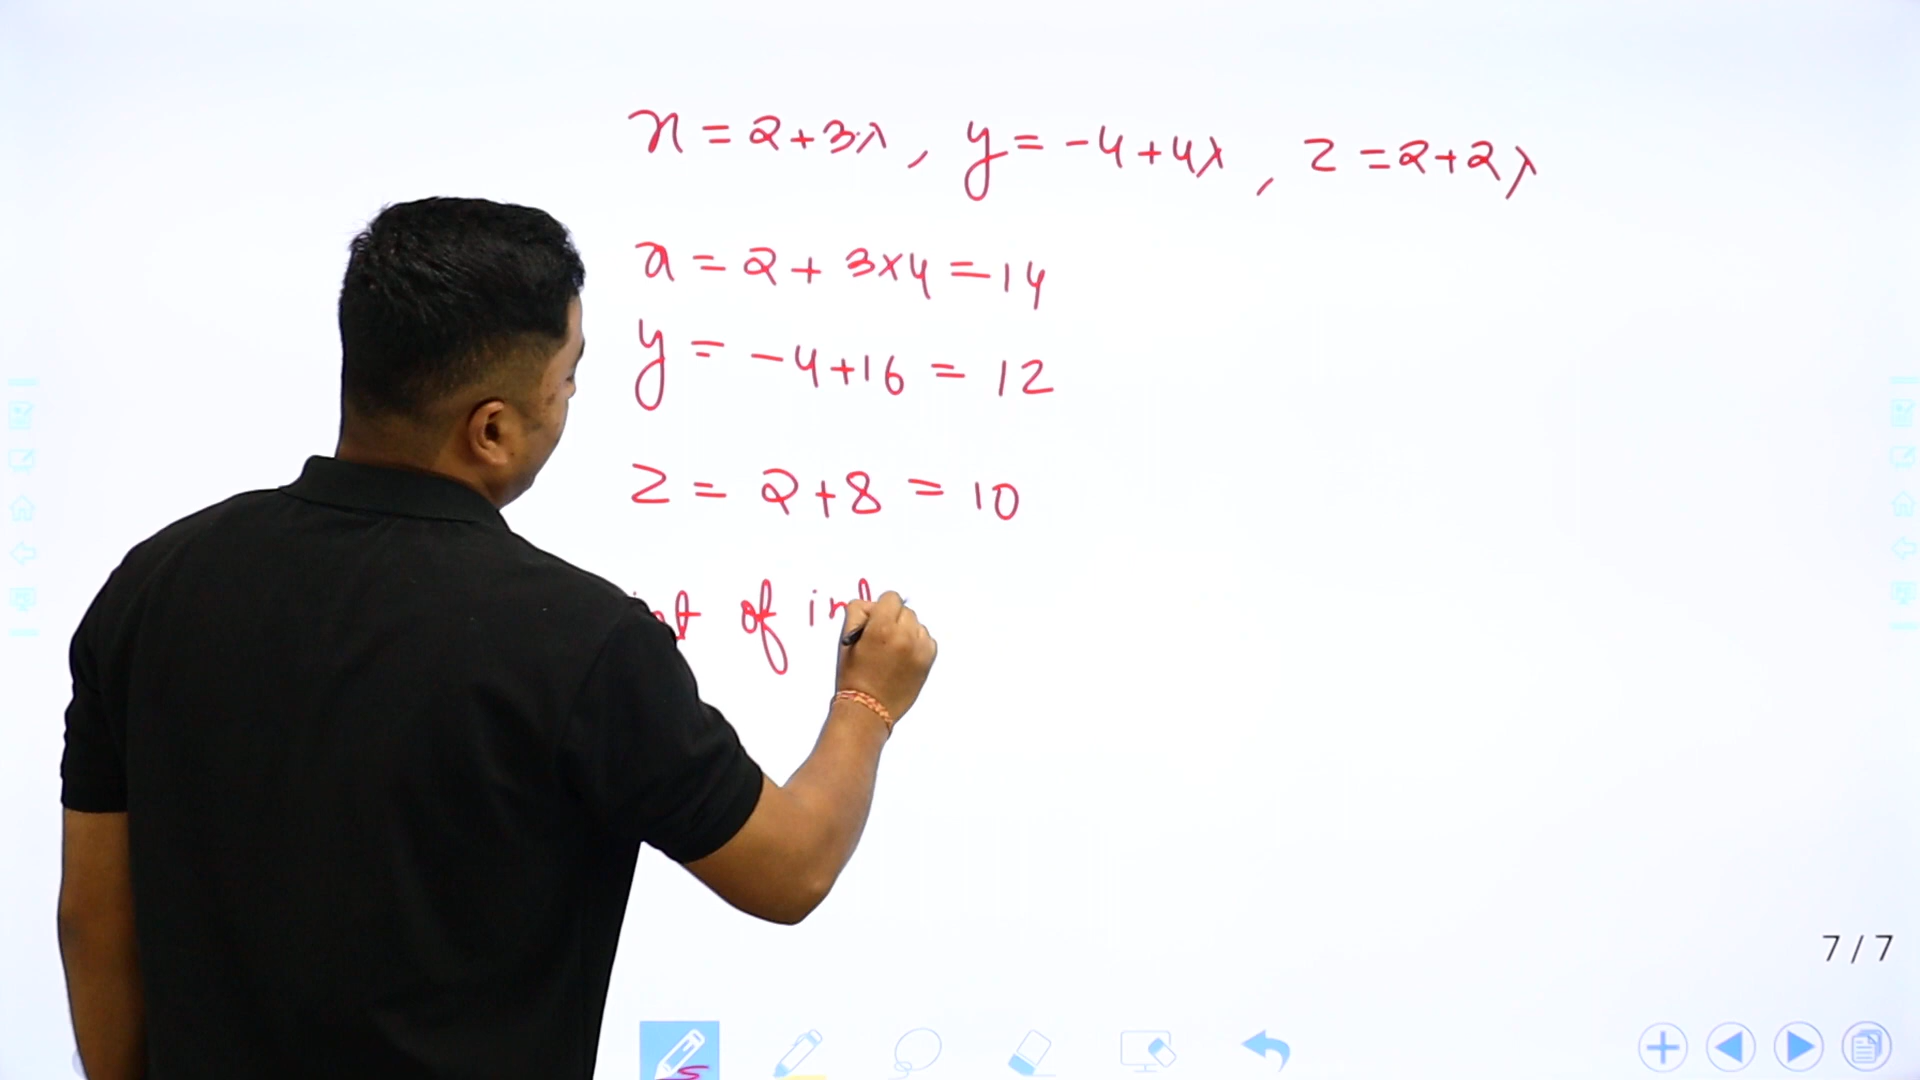 x = 2+3λ, y = -4+4λ, z = 2+2λ
x = 2 + 3×4 = 14
y = -4+16 = 12
z = 2+8 = 10
of
7 / 7